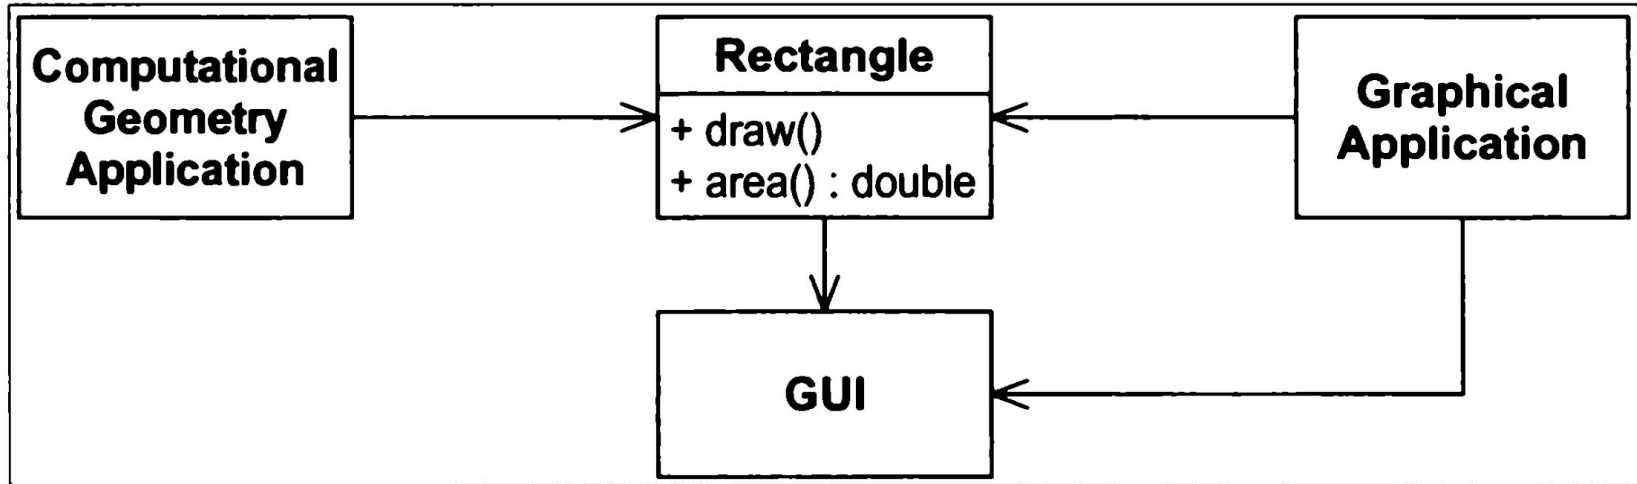 Computational
Geometry
Application
Rectangle
+ draw()
+ area() : double
Graphical
Application
GUI